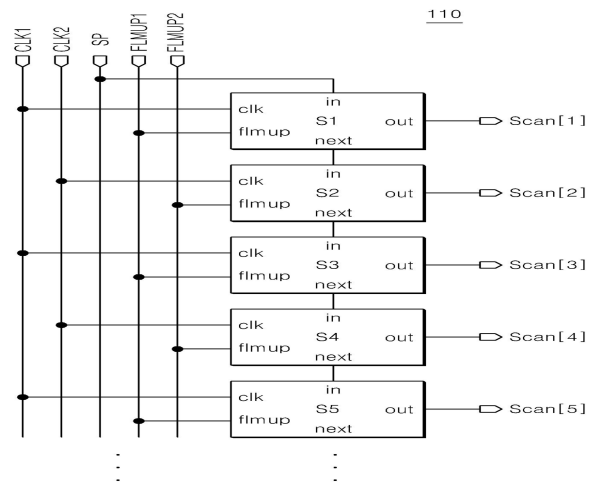 110
CLK1
CLK2
SP
FLMUP1
FLMUP2
in
clk
S1
out
Scan[1]
flmup
next
in
clk
S2
out
Scan[2]
flmup
next
in
clk
S3
out
Scan[3]
flmup
next
in
clk
S4
out
Scan[4]
flmup
next
in
clk
S5
out
Scan[5]
flmup
next